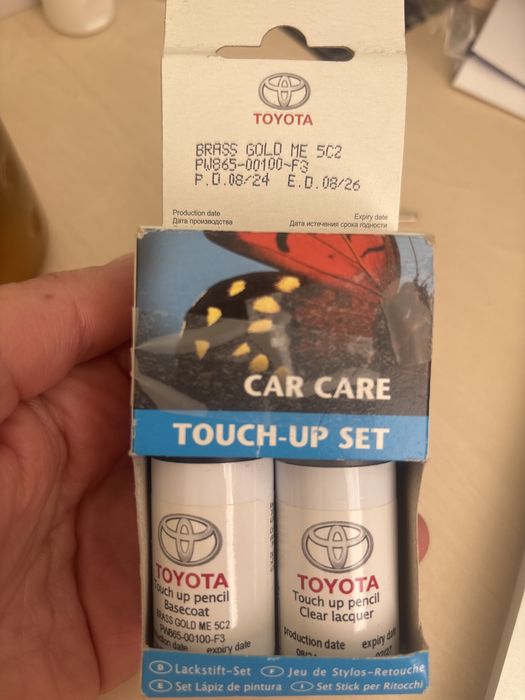 TOYOTA
BRASS GOLD ME 5C2
PW865-00100-F3
P.D.08/24 E.D.08/26
Production date Expiry date
Дата производства Дата истечения срока годности
CAR CARE
TOUCH-UP SET
TOYOTA
Touch up pencil
Basecoat
BRASS GOLD ME 5C2
PW865-00100-F3
expiry date
TOYOTA
Touch up pencil
Clear lacquer
production date expiry date
D Lackstift-Set F Jeu de Stylos-Retouche
E Set Lápiz de pintura I Set Stick per Ritocchi